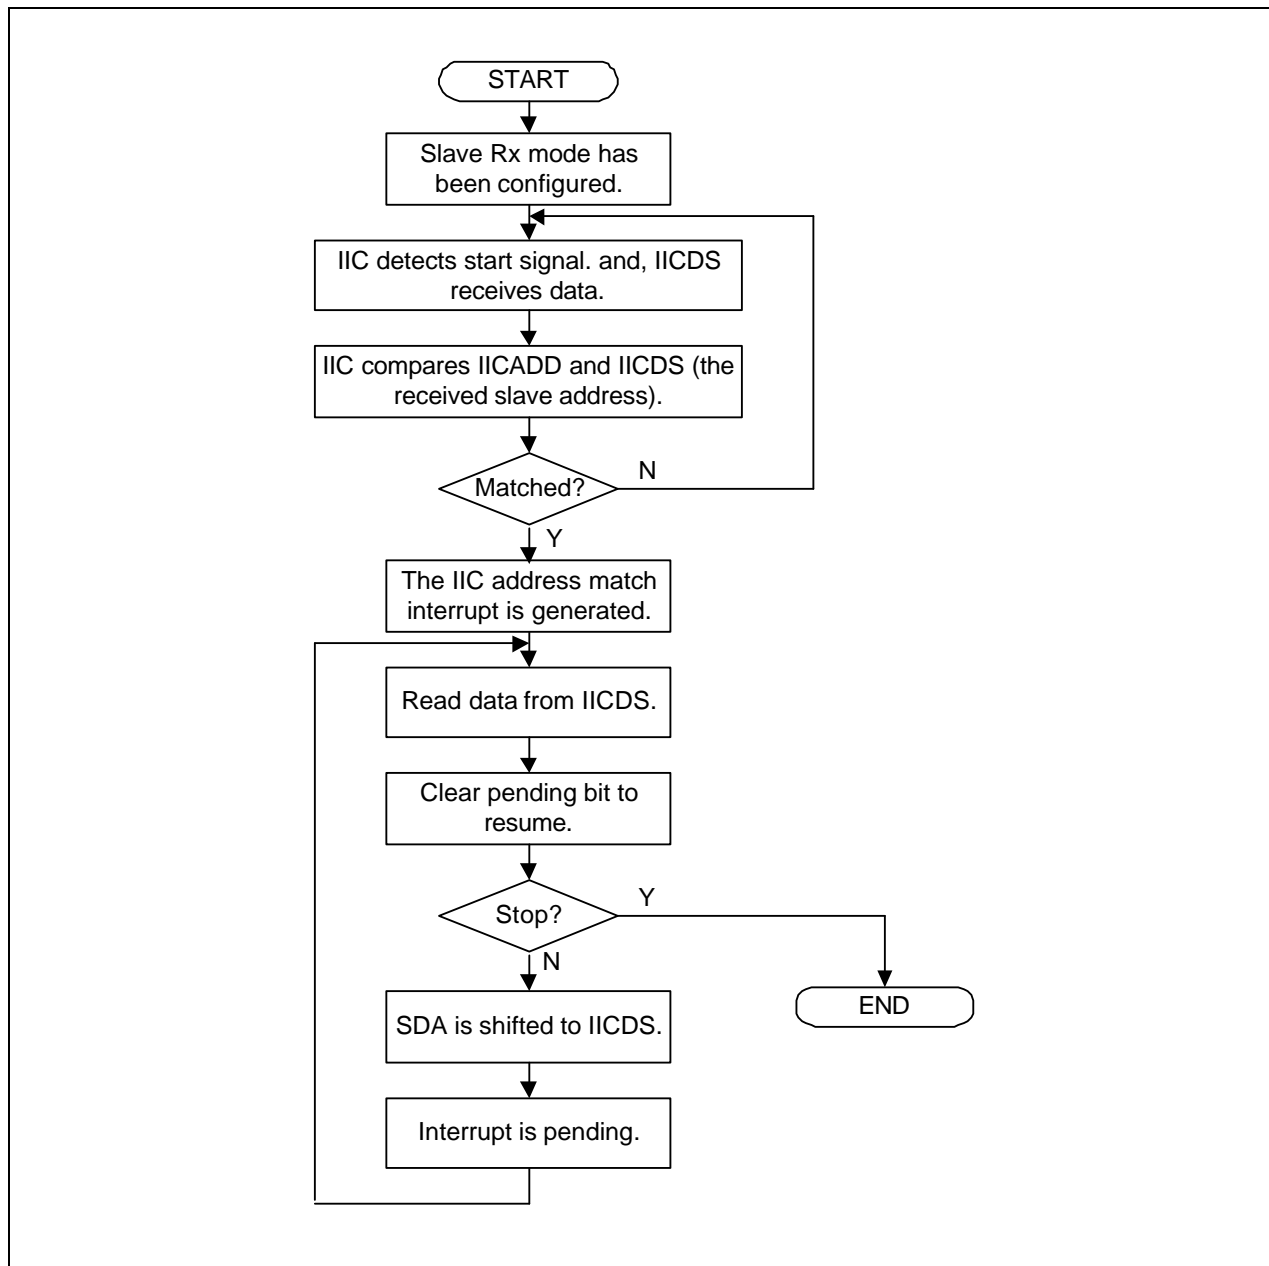 START
Slave Rx mode has
been configured.
IIC detects start signal. and, IICDS
receives data.
IIC compares IICADD and IICDS (the
received slave address).
Matched?
N
Y
The IIC address match
interrupt is generated.
Read data from IICDS.
Clear pending bit to
resume.
Stop?
Y
N
END
SDA is shifted to IICDS.
Interrupt is pending.